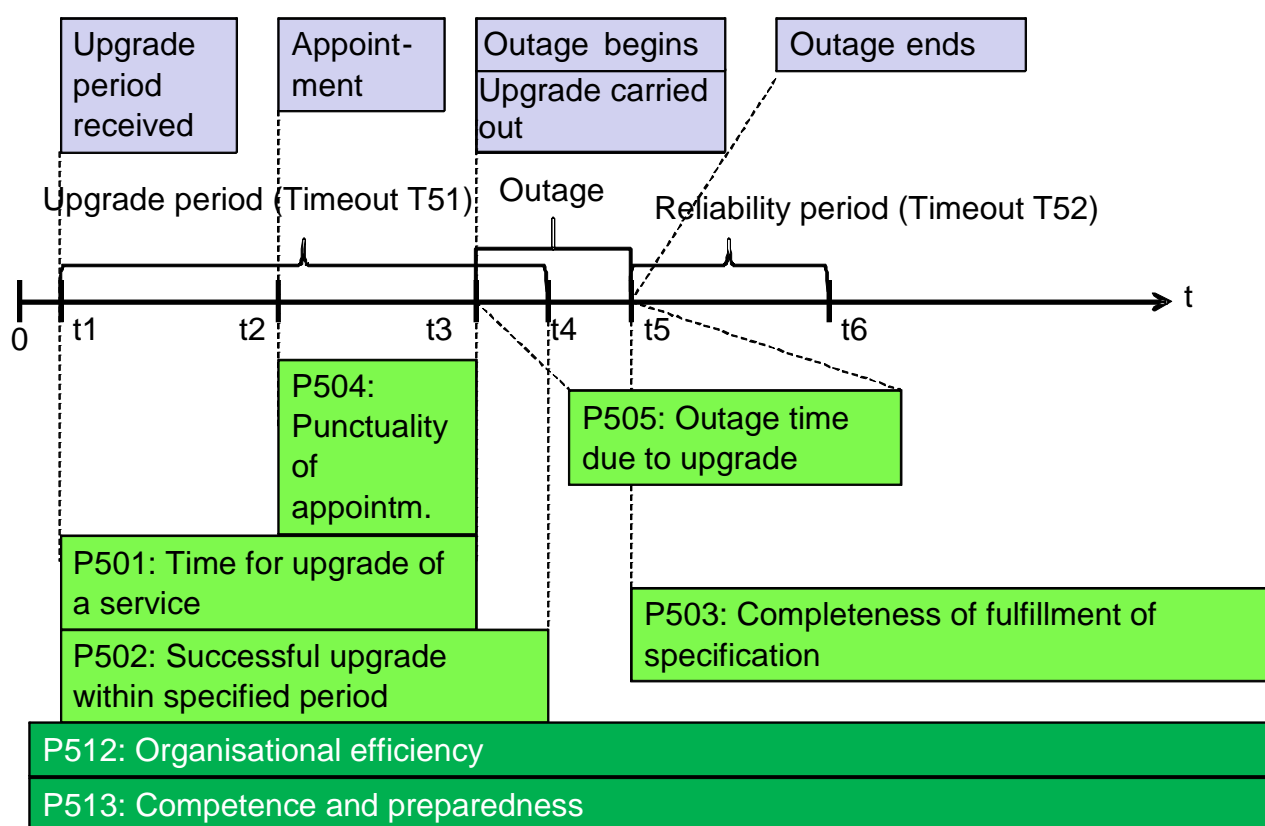 Upgrade
period
received
Appoint-
ment
Outage begins
Upgrade carried
out
Outage ends
Upgrade period (Timeout T51)
Outage
Reliability period (Timeout T52)
0
t1
t2
t3
t4
t5
t6
t
P504:
Punctuality
of
appointm.
P505: Outage time
due to upgrade
P501: Time for upgrade of
a service
P503: Completeness of fulfillment of
specification
P502: Successful upgrade
within specified period
P512: Organisational efficiency
P513: Competence and preparedness